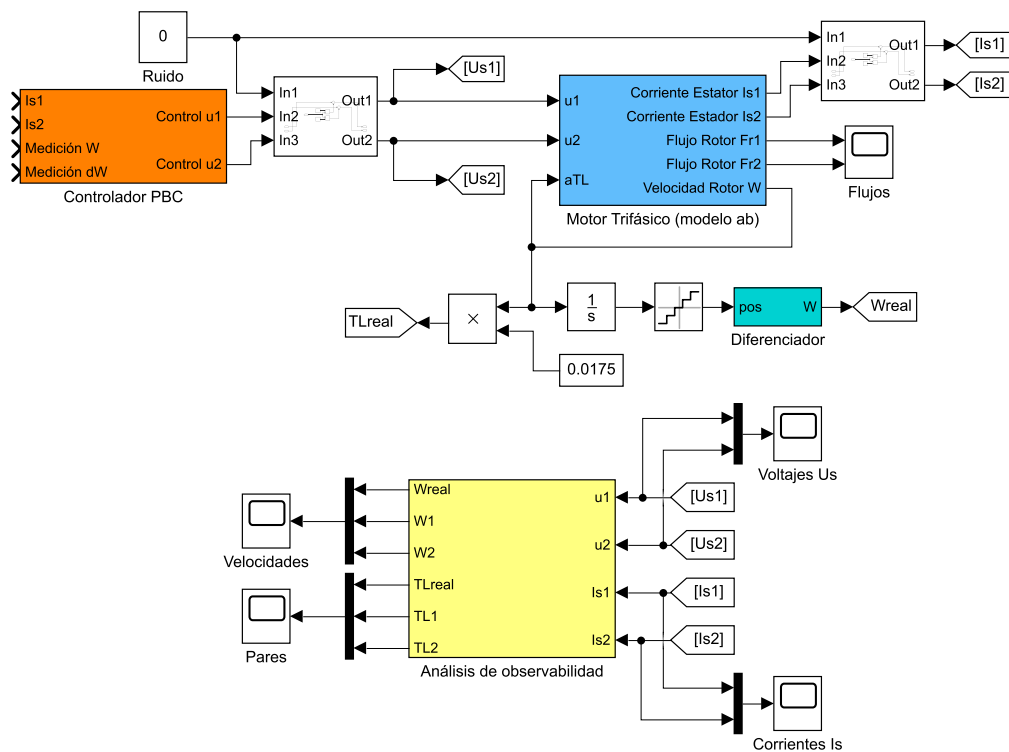 0
Ruido
Is1
Is2
Medición W
Medición dW
Control u1
Control u2
Controlador PBC
In1
In2
In3
Out1
Out2
[Us1]
[Us2]
u1
u2
aTL
Corriente Estator Is1
Corriente Estador Is2
Flujo Rotor Fr1
Flujo Rotor Fr2
Velocidad Rotor W
Motor Trifásico (modelo ab)
In1
In2
In3
Out1
Out2
[Is1]
[Is2]
Flujos
TLreal
×
1
s
pos
W
Diferenciador
Wreal
0.0175
Voltajes Us
Wreal
W1
W2
TLreal
TL1
TL2
u1
u2
Is1
Is2
Análisis de observabilidad
[Us1]
[Us2]
[Is1]
[Is2]
Velocidades
Pares
Corrientes Is